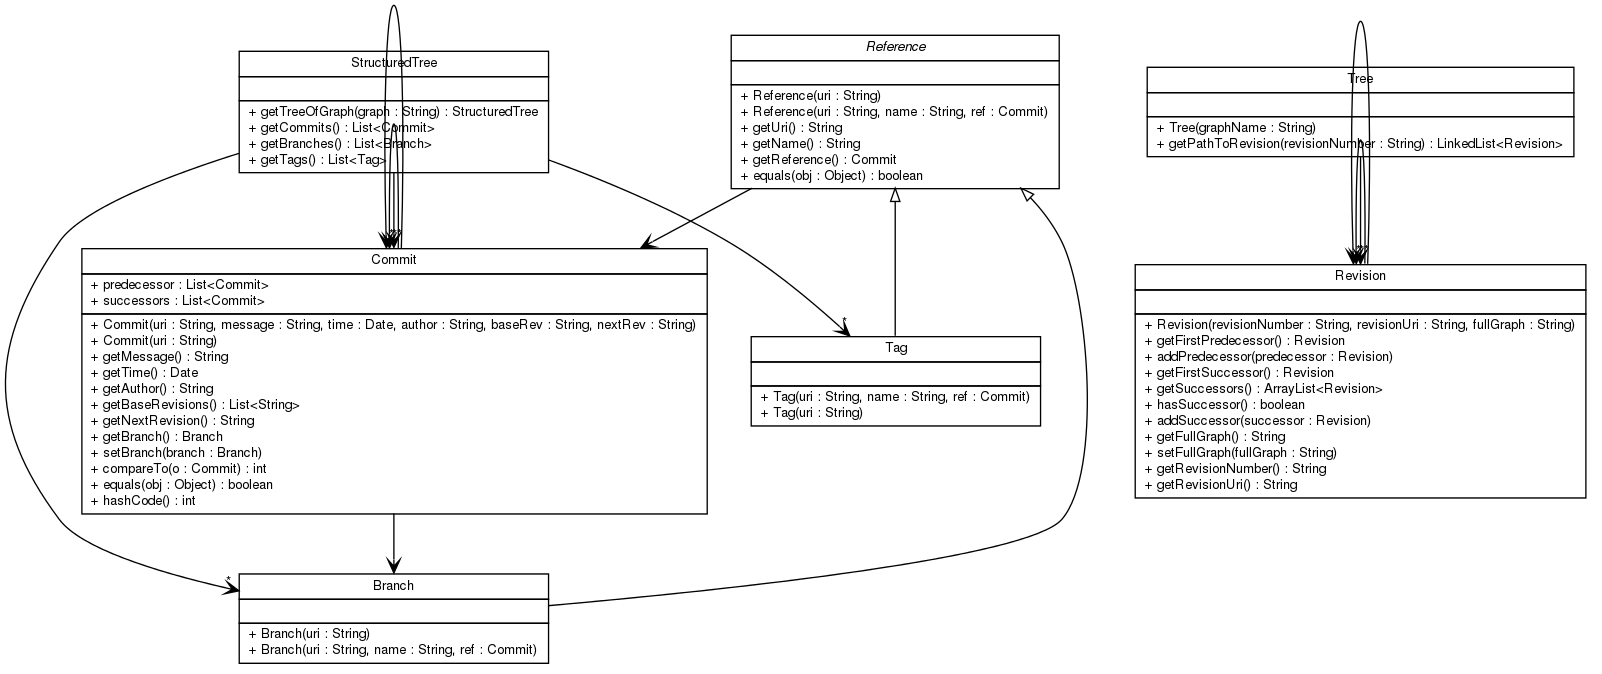 StructuredTree
+ getTreeOfGraph(graph : String) : StructuredTree
+ getCommits() : List<Commit>
+ getBranches() : List<Branch>
+ getTags() : List<Tag>
Reference
+ Reference(uri : String)
+ Reference(uri : String, name : String, ref : Commit)
+ getUri() : String
+ getName() : String
+ getReference() : Commit
+ equals(obj : Object) : boolean
Tree
+ Tree(graphName : String)
+ getPathToRevision(revisionNumber : String) : LinkedList<Revision>
Commit
+ predecessor : List<Commit>
+ successors : List<Commit>
+ Commit(uri : String, message : String, time : Date, author : String, baseRev : String, nextRev : String)
+ Commit(uri : String)
+ getMessage() : String
+ getTime() : Date
+ getAuthor() : String
+ getBaseRevisions() : List<String>
+ getNextRevision() : String
+ getBranch() : Branch
+ setBranch(branch : Branch)
+ compareTo(o : Commit) : int
+ equals(obj : Object) : boolean
+ hashCode() : int
*
Tag
+ Tag(uri : String, name : String, ref : Commit)
+ Tag(uri : String)
Revision
+ Revision(revisionNumber : String, revisionUri : String, fullGraph : String)
+ getFirstPredecessor() : Revision
+ addPredecessor(predecessor : Revision)
+ getFirstSuccessor() : Revision
+ getSuccessors() : ArrayList<Revision>
+ hasSuccessor() : boolean
+ addSuccessor(successor : Revision)
+ getFullGraph() : String
+ setFullGraph(fullGraph : String)
+ getRevisionNumber() : String
+ getRevisionUri() : String
*
Branch
+ Branch(uri : String)
+ Branch(uri : String, name : String, ref : Commit)